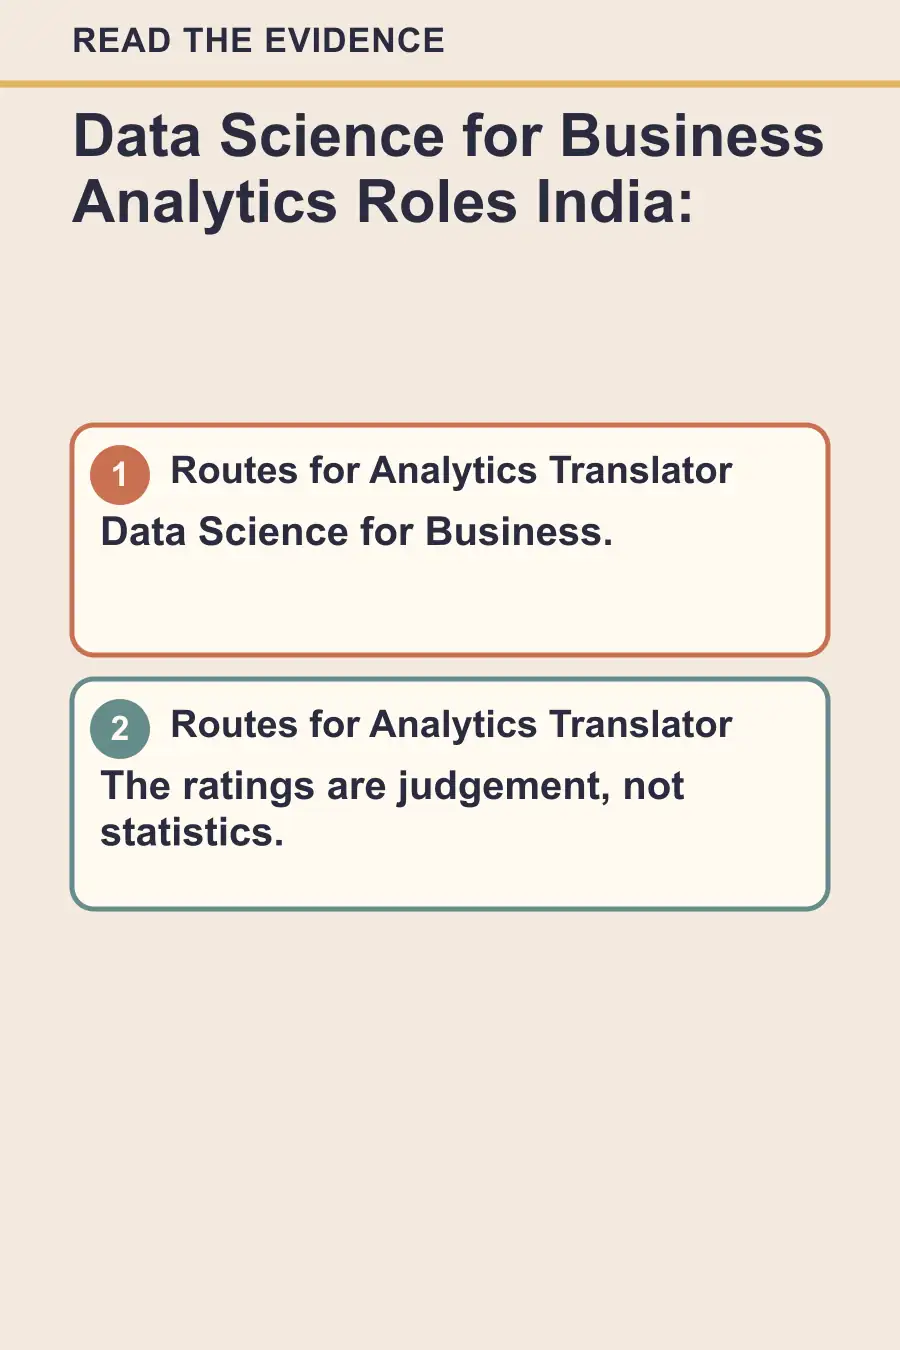 READ THE EVIDENCE
Data Science for Business
Analytics Roles India:
1 Routes for Analytics Translator
Data Science for Business.
2 Routes for Analytics Translator
The ratings are judgement, not
statistics.